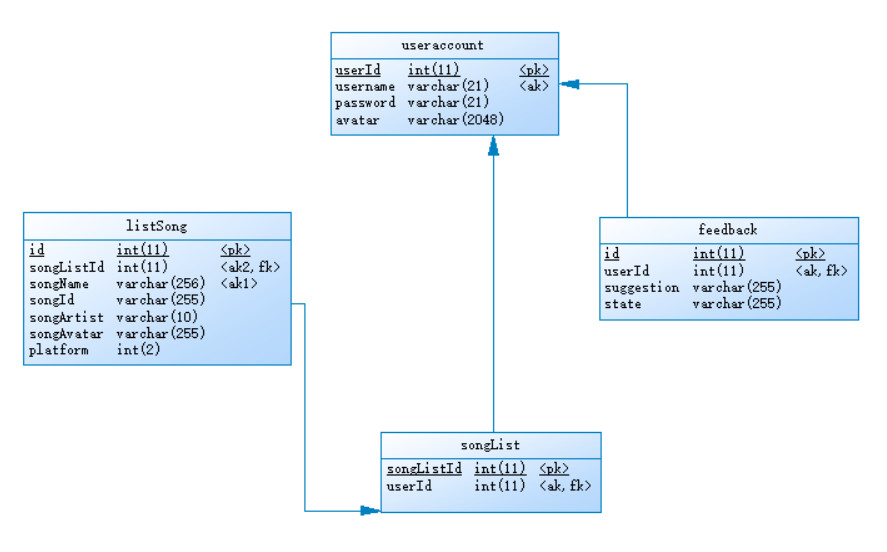 useraccount
userId int(11) <pk>
username varchar(21) <ak>
password varchar(21)
avatar varchar(2048)
listSong
id int(11) <pk>
songListId int(11) <ak2,fk>
songName varchar(256) <ak1>
songId varchar(255)
songArtist varchar(10)
songAvatar varchar(255)
platform int(2)
feedback
id int(11) <pk>
userId int(11) <ak,fk>
suggestion varchar(255)
state varchar(255)
songList
songListId int(11) <pk>
userId int(11) <ak,fk>